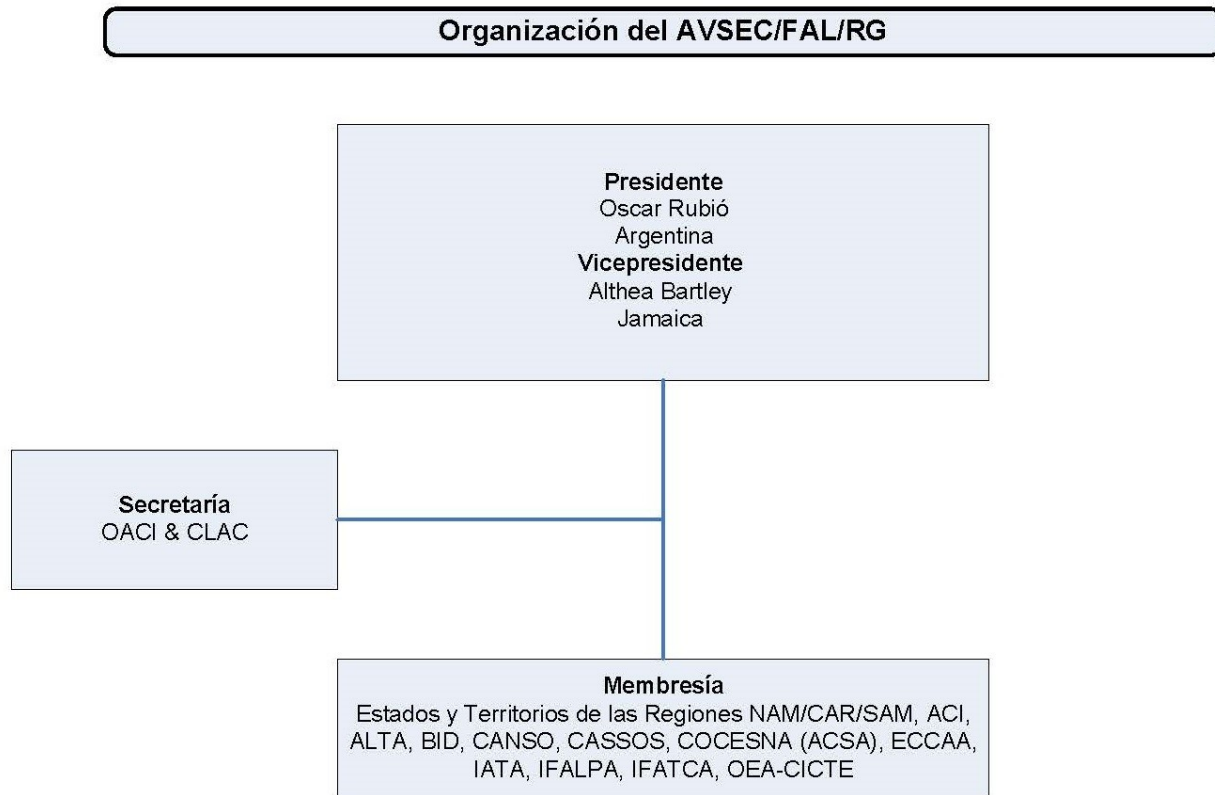 Organización del AVSEC/FAL/RG
Presidente
Oscar Rubió
Argentina
Vicepresidente
Althea Bartley
Jamaica
Secretaría
OACI & CLAC
Membresía
Estados y Territorios de las Regiones NAM/CAR/SAM, ACI,
ALTA, BID, CANSO, CASSOS, COCESNA (ACSA), ECCAA,
IATA, IFALPA, IFATCA, OEA-CICTE